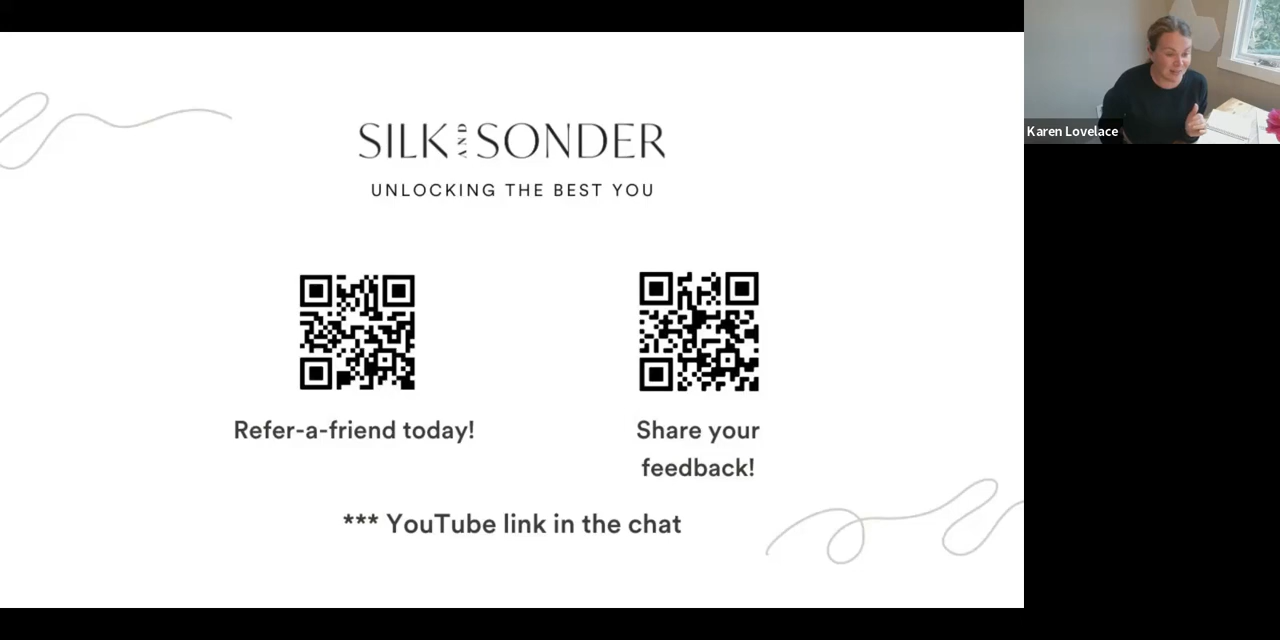 SILK AND SONDER
UNLOCKING THE BEST YOU
Refer-a-friend today!
Share your
feedback!
*** YouTube link in the chat
Karen Lovelace